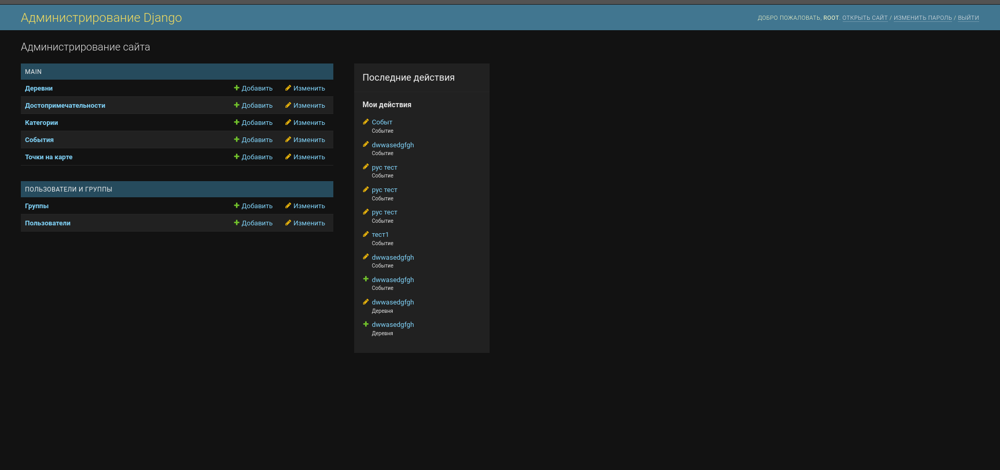 Администрирование Django
ДОБРО ПОЖАЛОВАТЬ, ROOT. ОТКРЫТЬ САЙТ / ИЗМЕНИТЬ ПАРОЛЬ / ВЫЙТИ
Администрирование сайта
MAIN
Деревни Добавить Изменить
Достопримечательности Добавить Изменить
Категории Добавить Изменить
События Добавить Изменить
Точки на карте Добавить Изменить
ПОЛЬЗОВАТЕЛИ И ГРУППЫ
Группы Добавить Изменить
Пользователи Добавить Изменить
Последние действия
Мои действия
Событ
Событие
dwwasedgfgh
Событие
рус тест
Событие
рус тест
Событие
рус тест
Событие
тест1
Событие
dwwasedgfgh
Событие
dwwasedgfgh
Событие
dwwasedgfgh
Деревня
dwwasedgfgh
Деревня